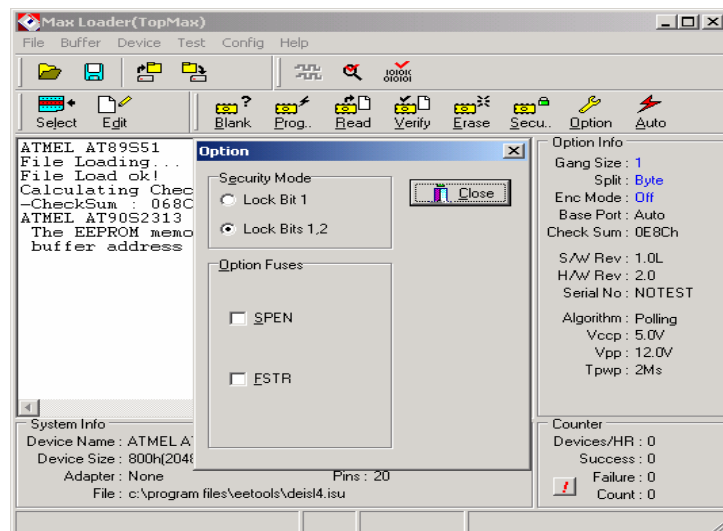 Max Loader(TopMax)
File Buffer Device Test Config Help
Select Edit Blank Prog.. Read Verify Erase Secu.. Option Auto
ATMEL AT89S51
File Loading...
File Load ok!
Calculating Chec
-CheckSum : 068C
ATMEL AT90S2313
The EEPROM memo
buffer address
Option
Security Mode
Lock Bit 1
Lock Bits 1,2
Close
Option Fuses
SPEN
FSTR
Option Info
Gang Size : 1
Split : Byte
Enc Mode : Off
Base Port : Auto
Check Sum : 0E8Ch
S/W Rev : 1.0L
H/W Rev : 2.0
Serial No : NOTEST
Algorithm : Polling
Vccp : 5.0V
Vpp : 12.0V
Tpwp : 2Ms
System Info
Device Name : ATMEL A
Device Size : 800h(2048
Adapter : None Pins : 20
File : c:\program files\eetools\deisl4.isu
Counter
Devices/HR : 0
Success : 0
Failure : 0
Count : 0